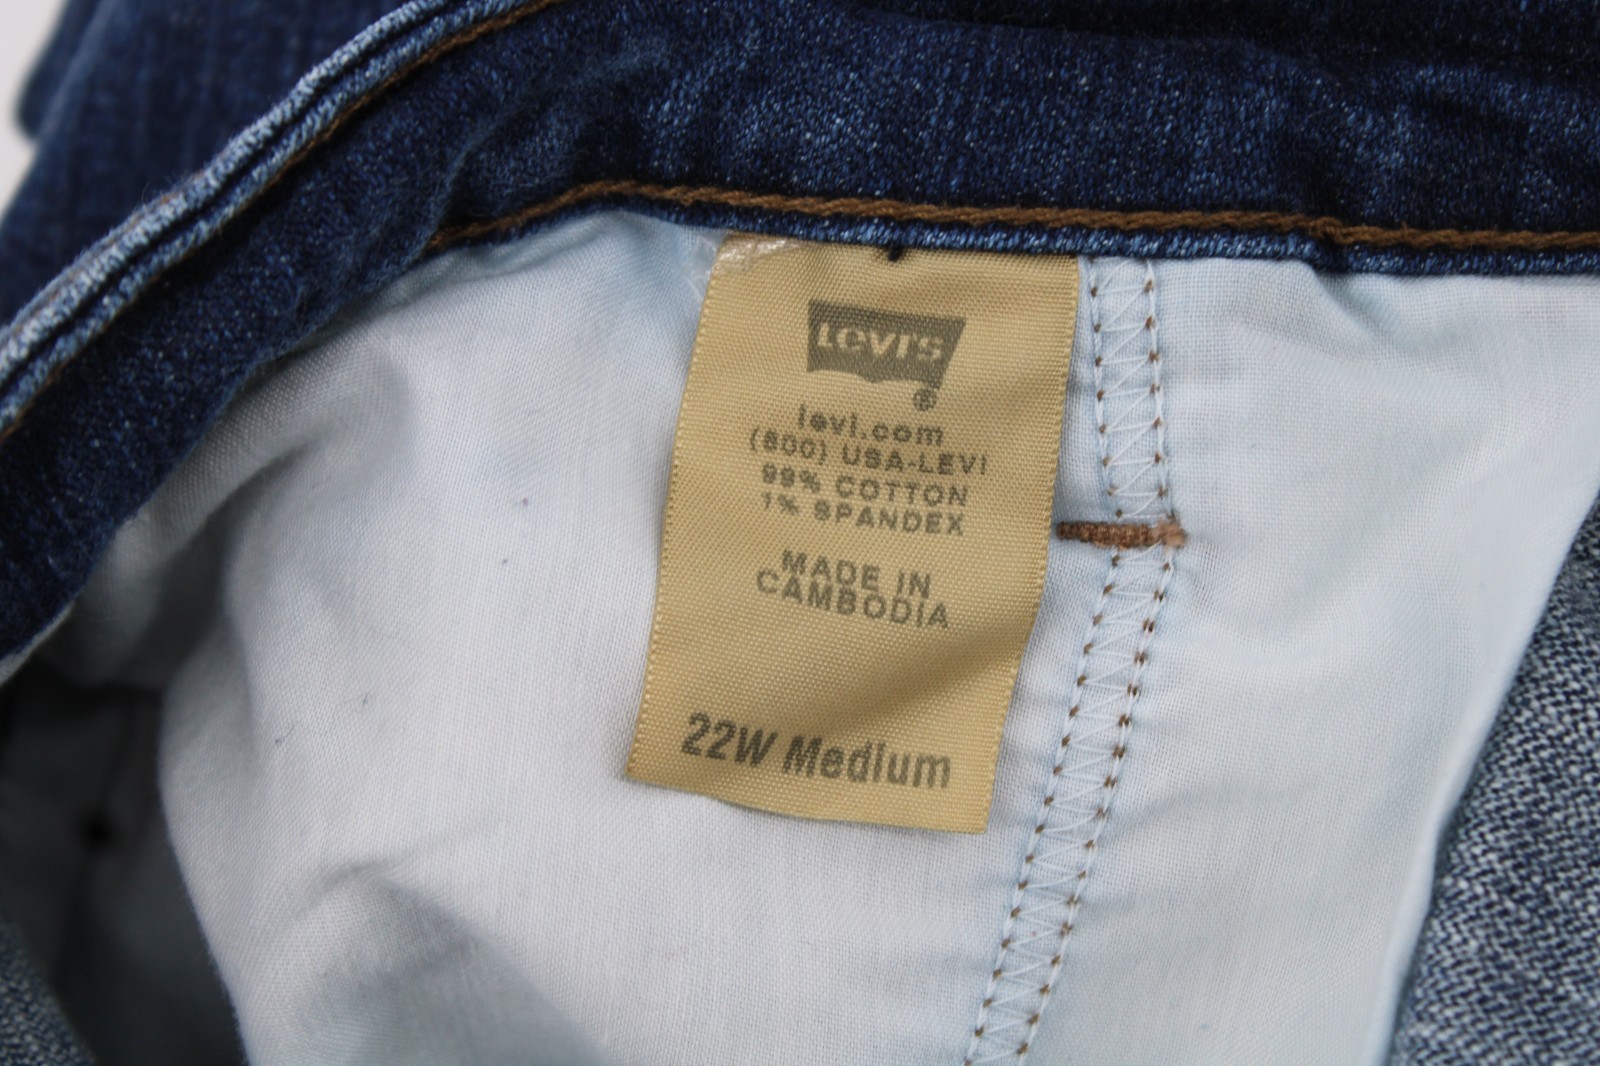 Levi's
®
levi.com
(800) USA-LEVI
99% COTTON
1% SPANDEX
MADE IN
CAMBODIA
22W Medium